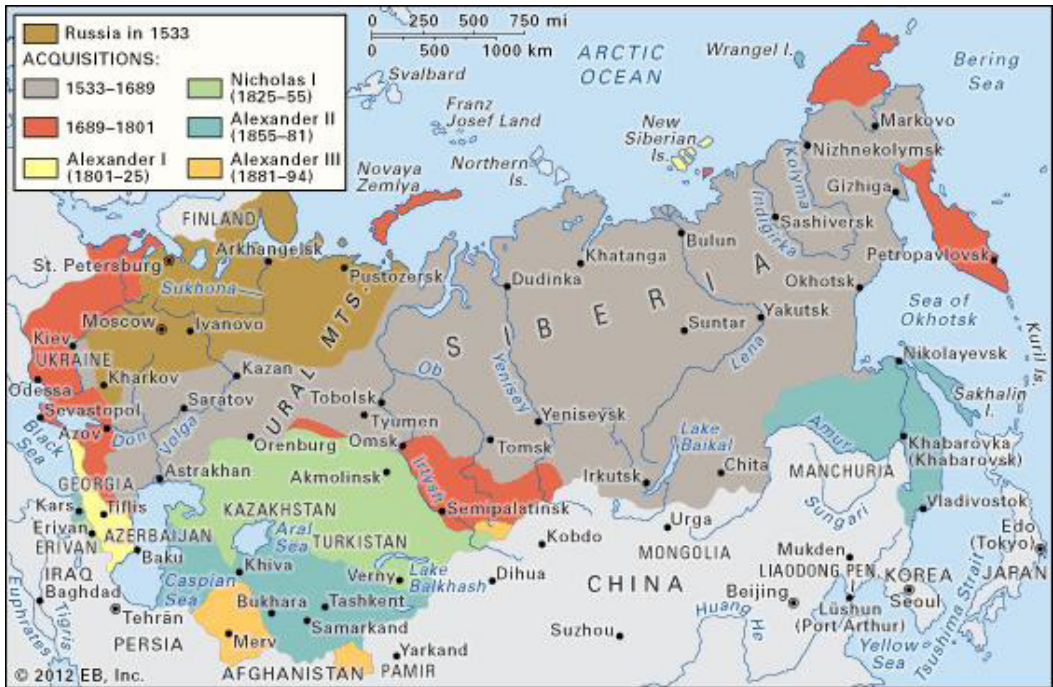 Russia in 1533
ACQUISITIONS:
1533–1689
1689–1801
Alexander I
(1801–25)
Nicholas I
(1825–55)
Alexander II
(1855–81)
Alexander III
(1881–94)
0 250 500 750 mi
0 500 1000 km
ARCTIC
OCEAN
Wrangel I.
Bering
Sea
Svalbard
Franz
Josef Land
New
Siberian
Is.
Northern
Is.
Novaya
Zemlya
Markovo
Nizhnekolymsk
Kolyma
Gizhiga
Indigirka
Sashiversk
FINLAND
Arkhangelsk
St. Petersburg
Pustozersk
Sukhona
Bulun
Khatanga
Dudinka
Petropavlovsk
Okhotsk
SIBERIA
Moscow
Ivanovo
URAL MTS.
Yakutsk
Suntar
Lena
Sea of
Okhotsk
Kuril Is.
Kiev
UKRAINE
Kharkov
Kazan
Ob
Yenisey
Nikolayevsk
Sakhalin
I.
Odessa
Saratov
Tobolsk
Tyumen
Yeniseysk
Sevastopol
Black
Sea
Azov
Don
Volga
Orenburg
Omsk
Tomsk
Lake
Baikal
Amur
Khabarovka
(Khabarovsk)
Astrakhan
Akmolinsk
Irtysh
Irkutsk
Chita
MANCHURIA
GEORGIA
Semipalatinsk
Kars
Tiflis
KAZAKHSTAN
Vladivostok
Sungari
Erivan
ERIVAN
AZERBAIJAN
Aral
Sea
TURKISTAN
Kobdo
Urga
MONGOLIA
Edo
(Tokyo)
Baku
Mukden
IRAQ
Baghdad
Caspian
Sea
Khiva
Verny
Lake
Balkhash
Dihua
CHINA
LIAODONG PEN.
KOREA
JAPAN
Euphrates
Tigris
Tehrān
Bukhara
Tashkent
Beijing
Seoul
Samarkand
Huang
He
Lüshun
(Port Arthur)
PERSIA
Merv
Suzhou
Yellow
Sea
Tsushima Strait
Yarkand
AFGHANISTAN
PAMIR
© 2012 EB, Inc.